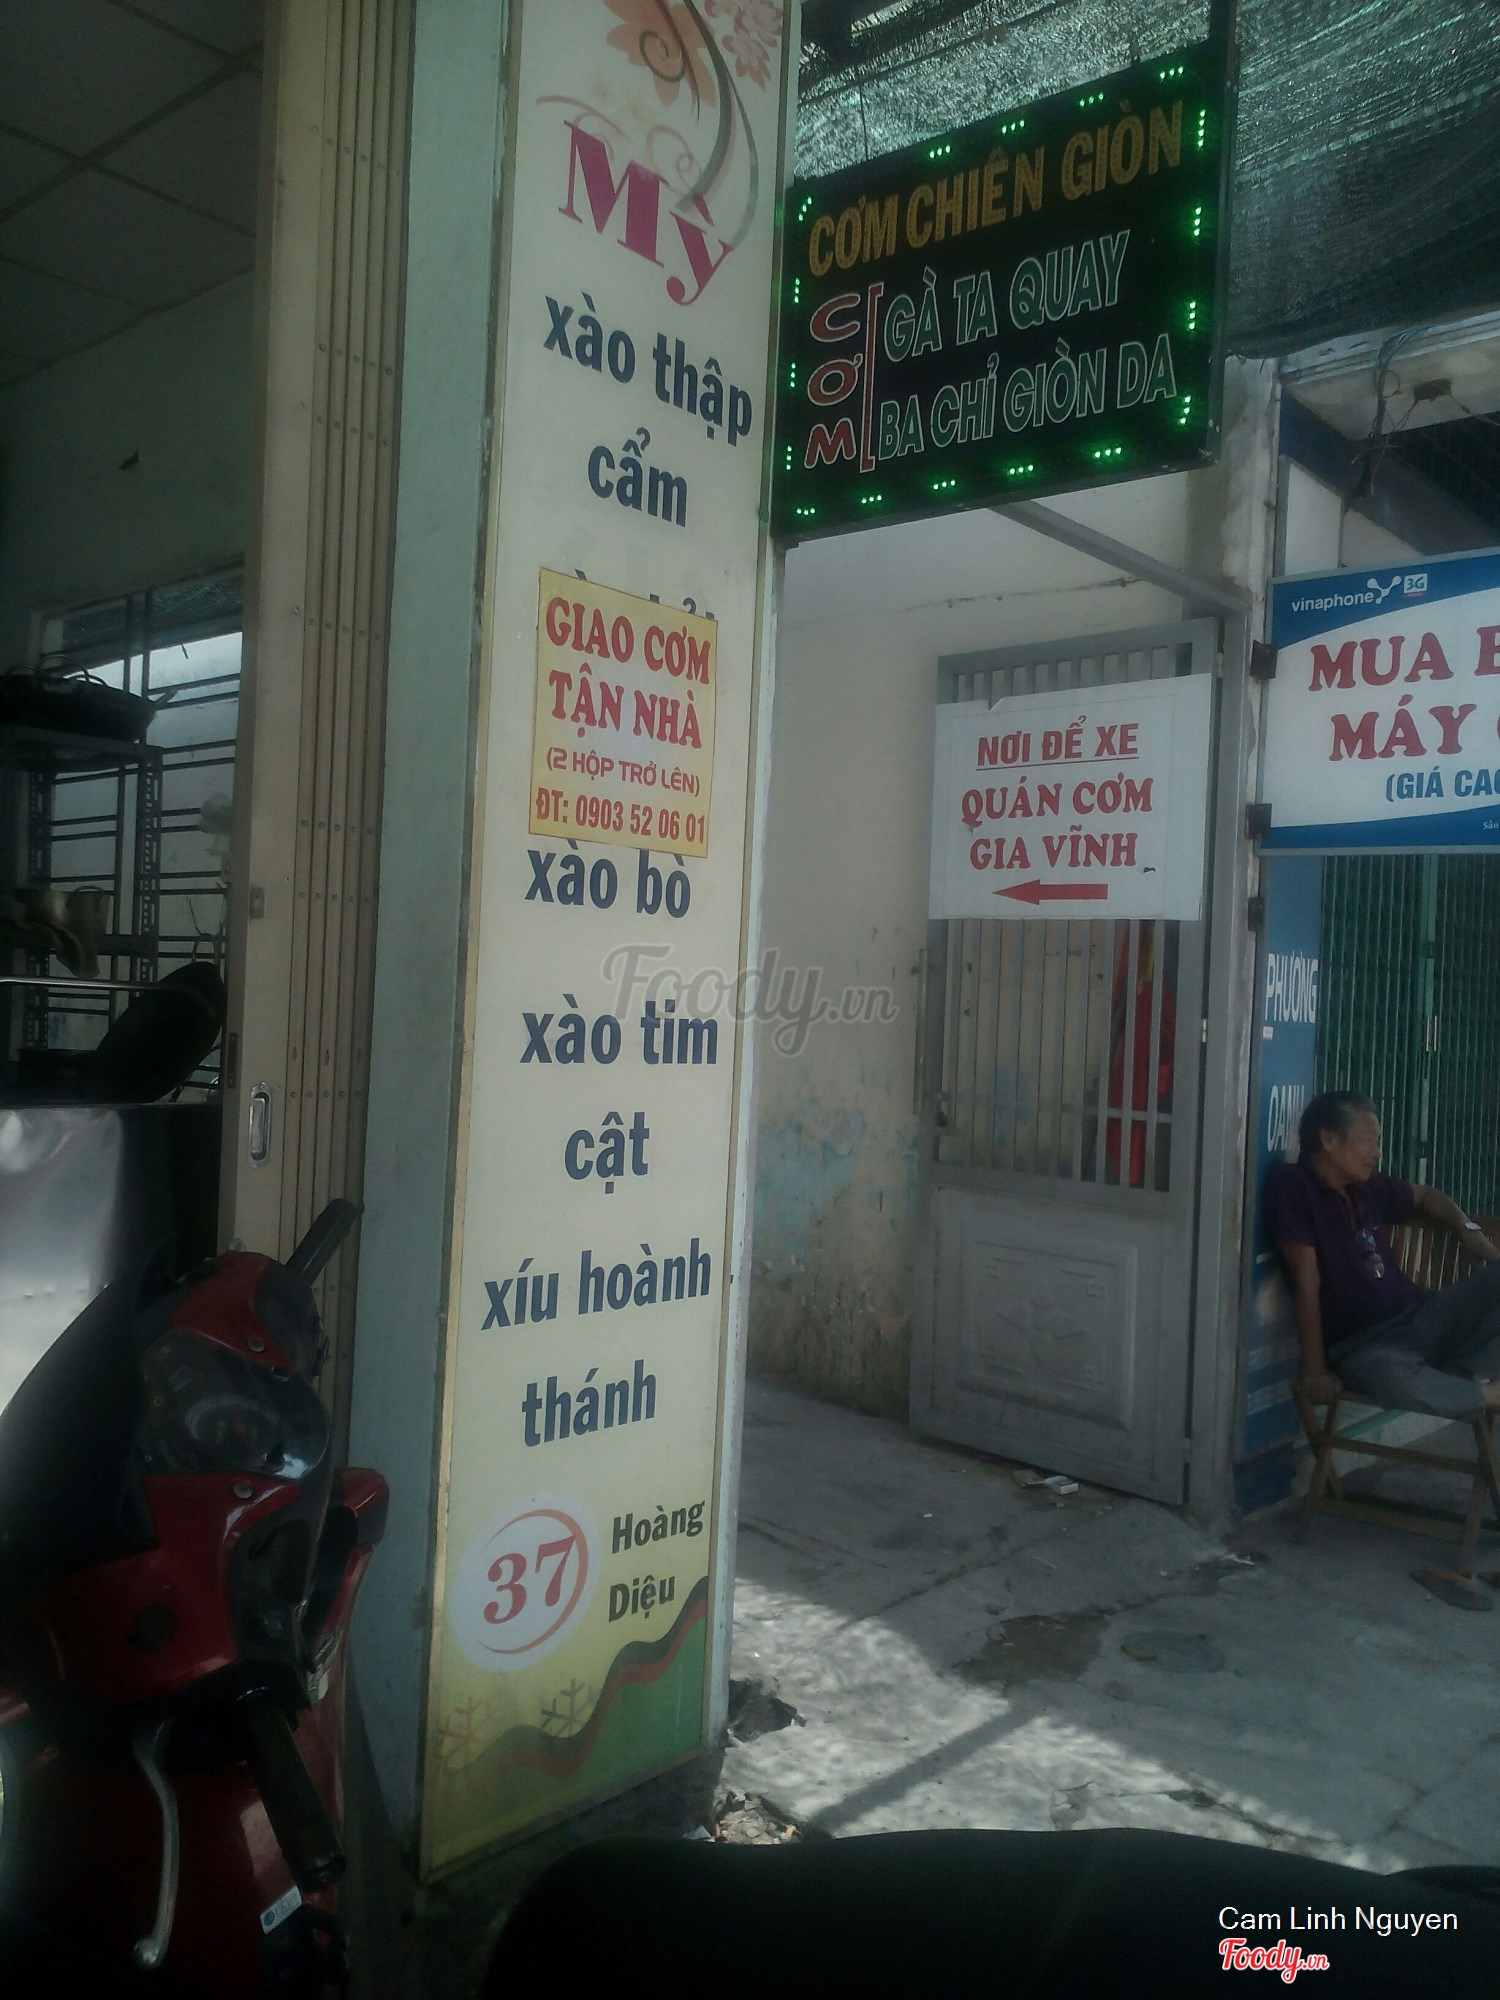 Mỳ
xào thập
cẩm
GIAO CƠM
TẬN NHÀ
(2 HỘP TRỞ LÊN)
ĐT: 0903 52 06 01
xào bò
xào tim
cật
xíu hoành
thánh
37
Hoàng
Diệu
CƠM CHIÊN GIÒN
CƠM
GÀ TA QUAY
BA CHỈ GIÒN DA
NƠI ĐỂ XE
QUÁN CƠM
GIA VĨNH
vinaphone 3G
MUA
MÁY
(GIÁ CAO
PHƯƠNG
OANH
Foody.vn
Cam Linh Nguyen
Foody.vn